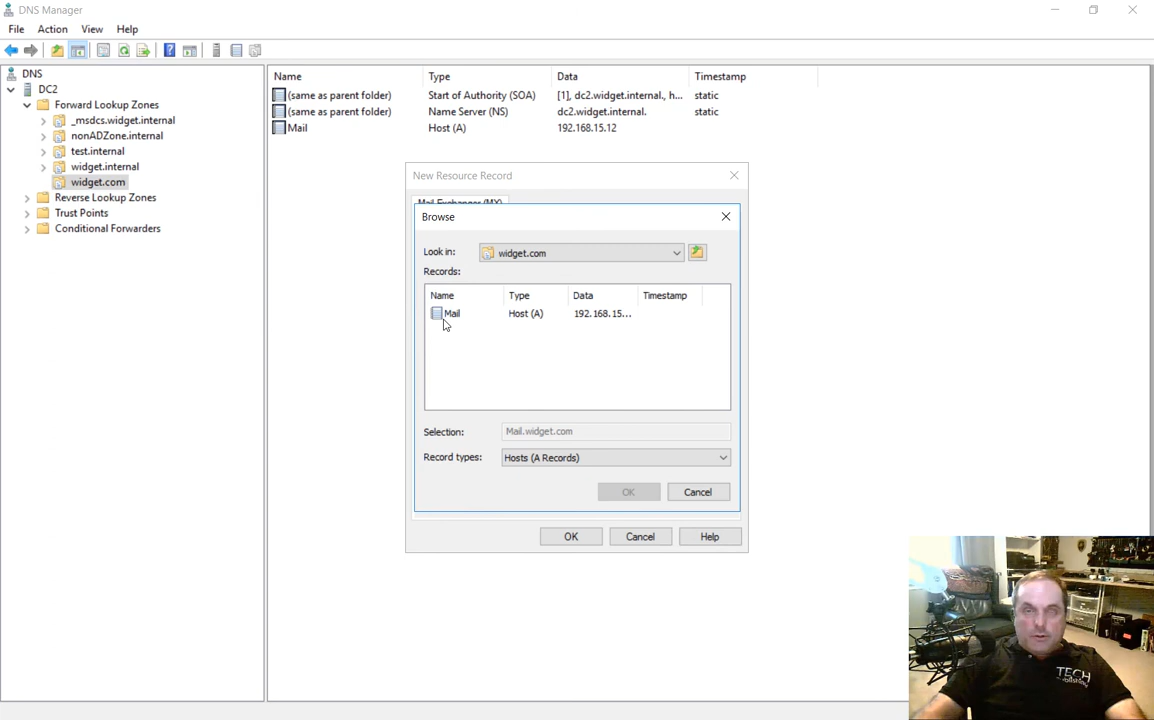 DNS Manager
File Action View Help
DNS
DC2
Forward Lookup Zones
_msdcs.widget.internal
nonADZone.internal
test.internal
widget.internal
widget.com
Reverse Lookup Zones
Trust Points
Conditional Forwarders
Name Type Data Timestamp
(same as parent folder) Start of Authority (SOA) [1], dc2.widget.internal., h... static
(same as parent folder) Name Server (NS) dc2.widget.internal. static
Mail Host (A) 192.168.15.12
New Resource Record
Mail Exchanger (MX)
Browse
Look in: widget.com
Records:
Name Type Data Timestamp
Mail Host (A) 192.168.15...
Selection: Mail.widget.com
Record types: Hosts (A Records)
OK Cancel
OK Cancel Help
TECH